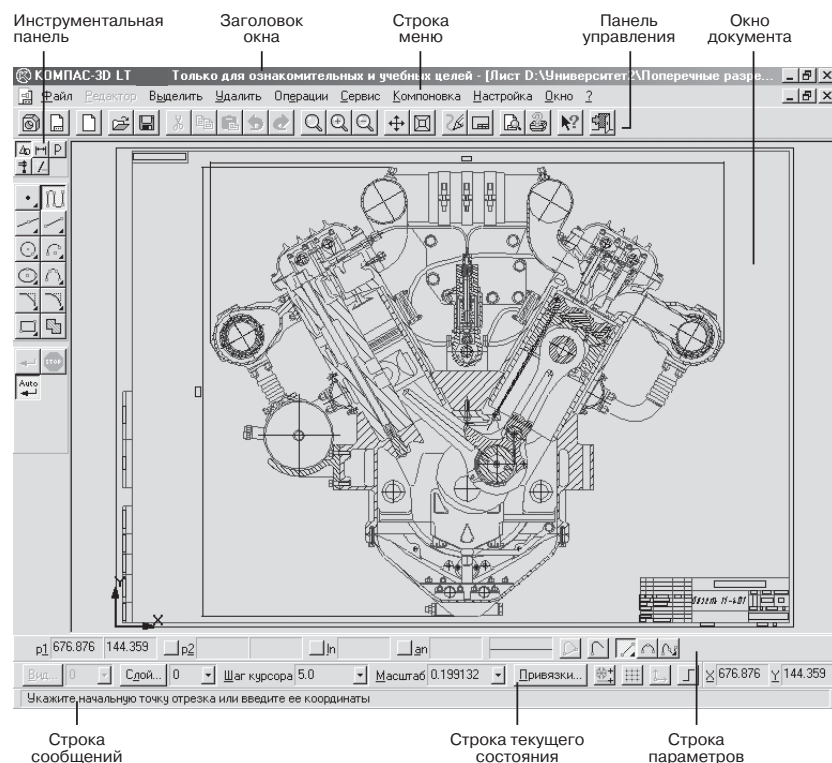 Инструментальная
панель
Заголовок
окна
Строка
меню
Панель
управления
Окно
документа
КОМПАС-3D LT Только для ознакомительных и учебных целей - [Лист D:\Университет2\Поперечные разре...
Файл Редактор Выделить Удалить Операции Сервис Компоновка Настройка Окно ?
P
STOP
Auto
Y
X
p1 676.876 144.359 p2 ln an
Вид... 0 Слой... 0 Шаг курсора 5.0 Масштаб 0.199132 Привязки... X 676.876 Y 144.359
Укажите начальную точку отрезка или введите ее координаты
Строка
сообщений
Строка текущего
состояния
Строка
параметров